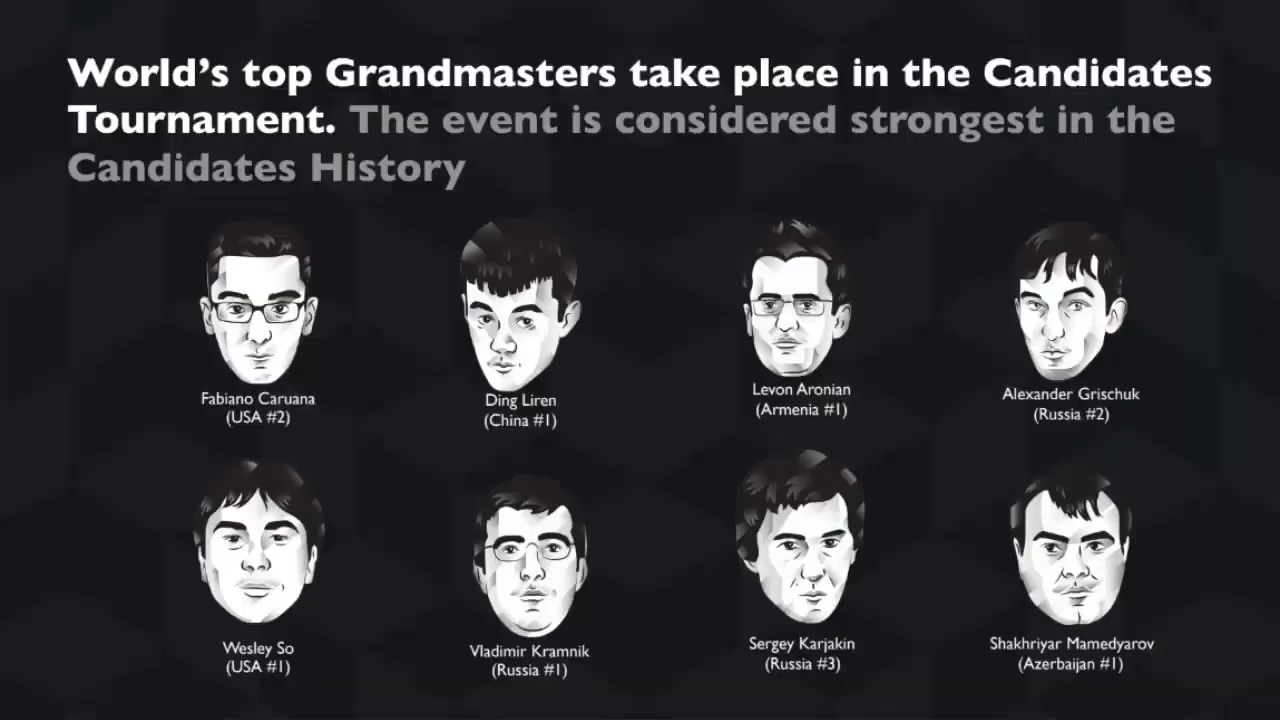 World's top Grandmasters take place in the Candidates
Tournament. The event is considered strongest in the
Candidates History
Fabiano Caruana
(USA #2)
Ding Liren
(China #1)
Levon Aronian
(Armenia #1)
Alexander Grischuk
(Russia #2)
Wesley So
(USA #1)
Vladimir Kramnik
(Russia #1)
Sergey Karjakin
(Russia #3)
Shakhriyar Mamedyarov
(Azerbaijan #1)